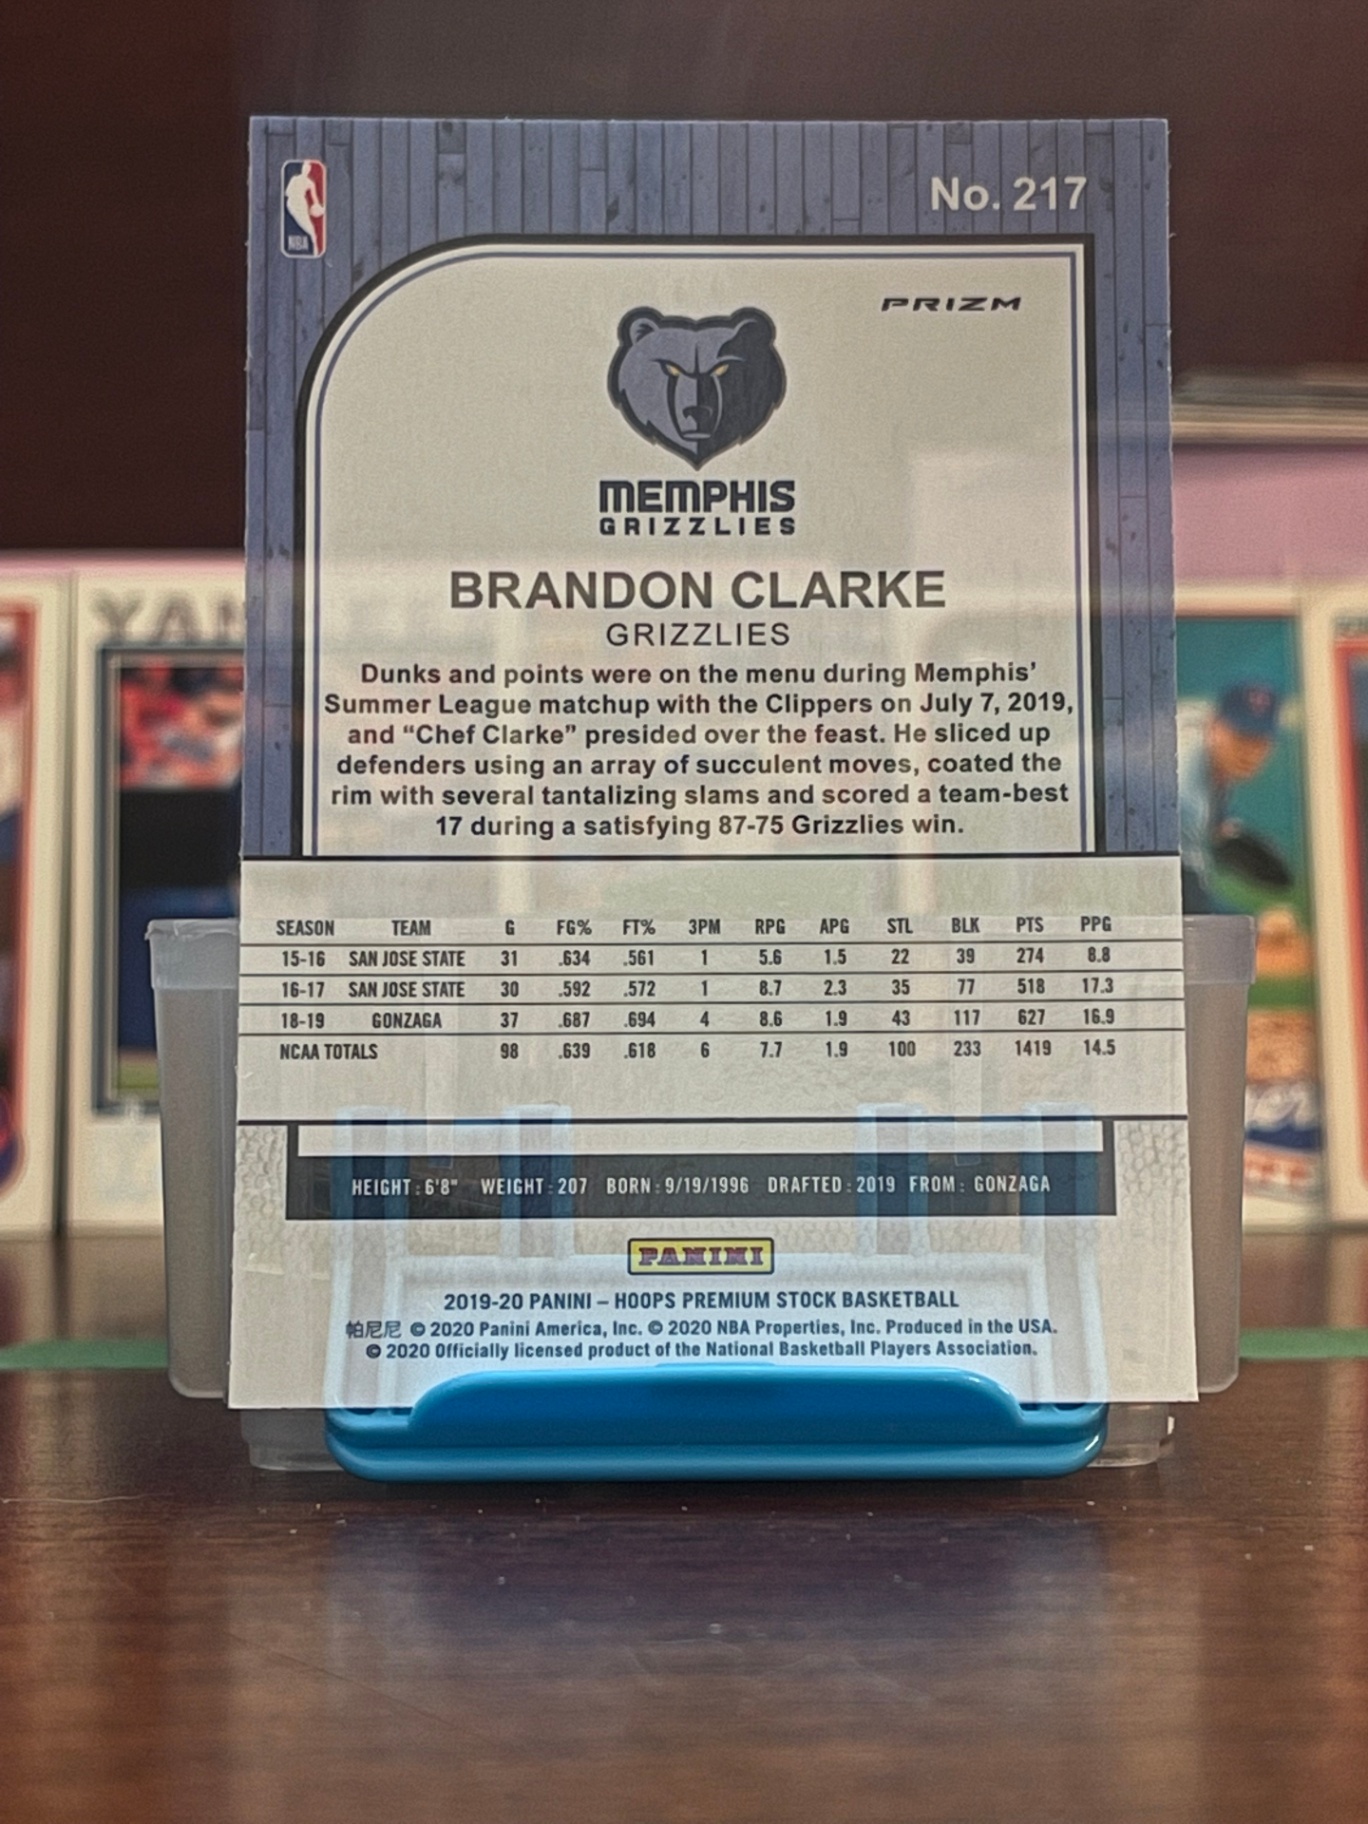 No. 217
NBA
PRIZM
MEMPHIS
GRIZZLIES
BRANDON CLARKE
GRIZZLIES
Dunks and points were on the menu during Memphis’
Summer League matchup with the Clippers on July 7, 2019,
and “Chef Clarke” presided over the feast. He sliced up
defenders using an array of succulent moves, coated the
rim with several tantalizing slams and scored a team-best
17 during a satisfying 87-75 Grizzlies win.
SEASON TEAM G FG% FT% 3PM RPG APG STL BLK PTS PPG
15-16 SAN JOSE STATE 31 .634 .561 1 5.6 1.5 22 39 274 8.8
16-17 SAN JOSE STATE 30 .592 .572 1 8.7 2.3 35 77 518 17.3
18-19 GONZAGA 37 .687 .694 4 8.6 1.9 43 117 627 16.9
NCAA TOTALS 98 .639 .618 6 7.7 1.9 100 233 1419 14.5
HEIGHT: 6'8" WEIGHT: 207 BORN: 9/19/1996 DRAFTED: 2019 FROM: GONZAGA
PANINI
2019-20 PANINI – HOOPS PREMIUM STOCK BASKETBALL
帕尼尼 © 2020 Panini America, Inc. © 2020 NBA Properties, Inc. Produced in the USA.
© 2020 Officially licensed product of the National Basketball Players Association.